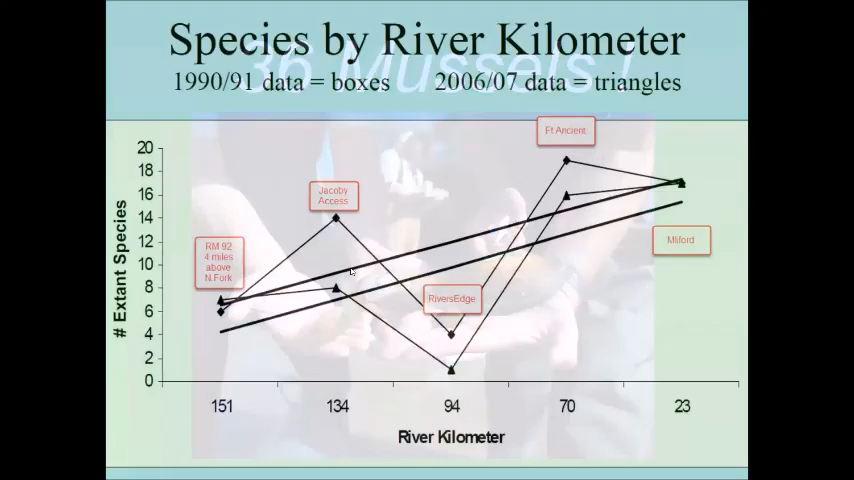 Species by River Kilometer
36 Mussels !
1990/91 data = boxes 2006/07 data = triangles
Ft Ancient
Jacoby
Access
RM 92
4 miles
above
N.Fork
Milford
RiversEdge
# Extant Species
20
18
16
14
12
10
8
6
4
2
0
151 134 94 70 23
River Kilometer